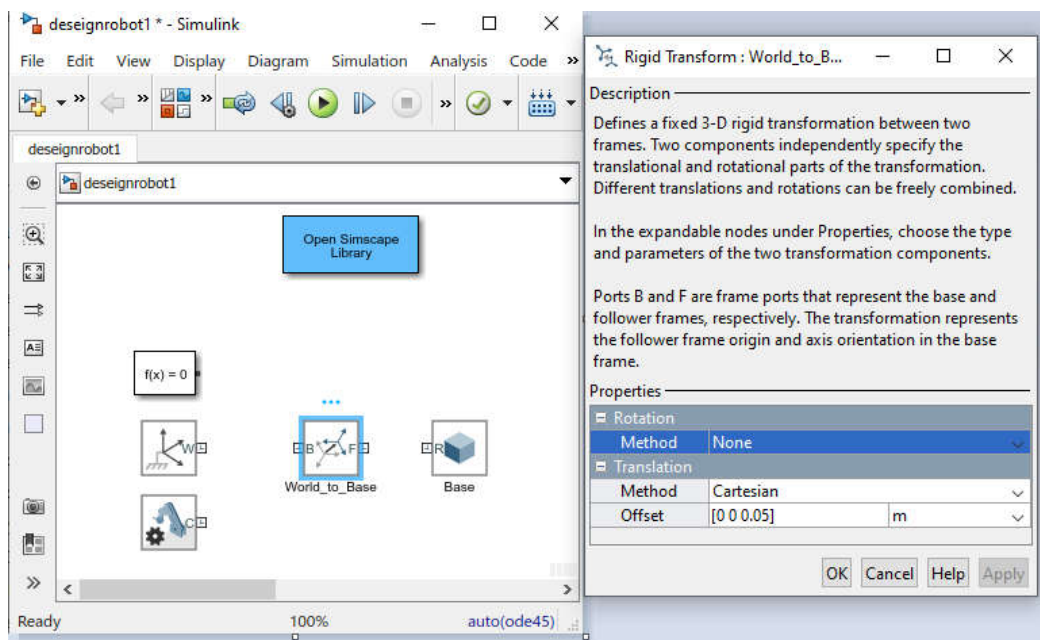 deseignrobot1 * - Simulink
File Edit View Display Diagram Simulation Analysis Code »
» » » »
deseignrobot1
deseignrobot1
Open Simscape
Library
f(x) = 0
W
B F
R
World_to_Base
Base
C
»
Ready 100% auto(ode45)
Rigid Transform : World_to_B...
Description
Defines a fixed 3-D rigid transformation between two
frames. Two components independently specify the
translational and rotational parts of the transformation.
Different translations and rotations can be freely combined.
In the expandable nodes under Properties, choose the type
and parameters of the two transformation components.
Ports B and F are frame ports that represent the base and
follower frames, respectively. The transformation represents
the follower frame origin and axis orientation in the base
frame.
Properties
Rotation
Method None
Translation
Method Cartesian
Offset [0 0 0.05] m
OK Cancel Help Apply